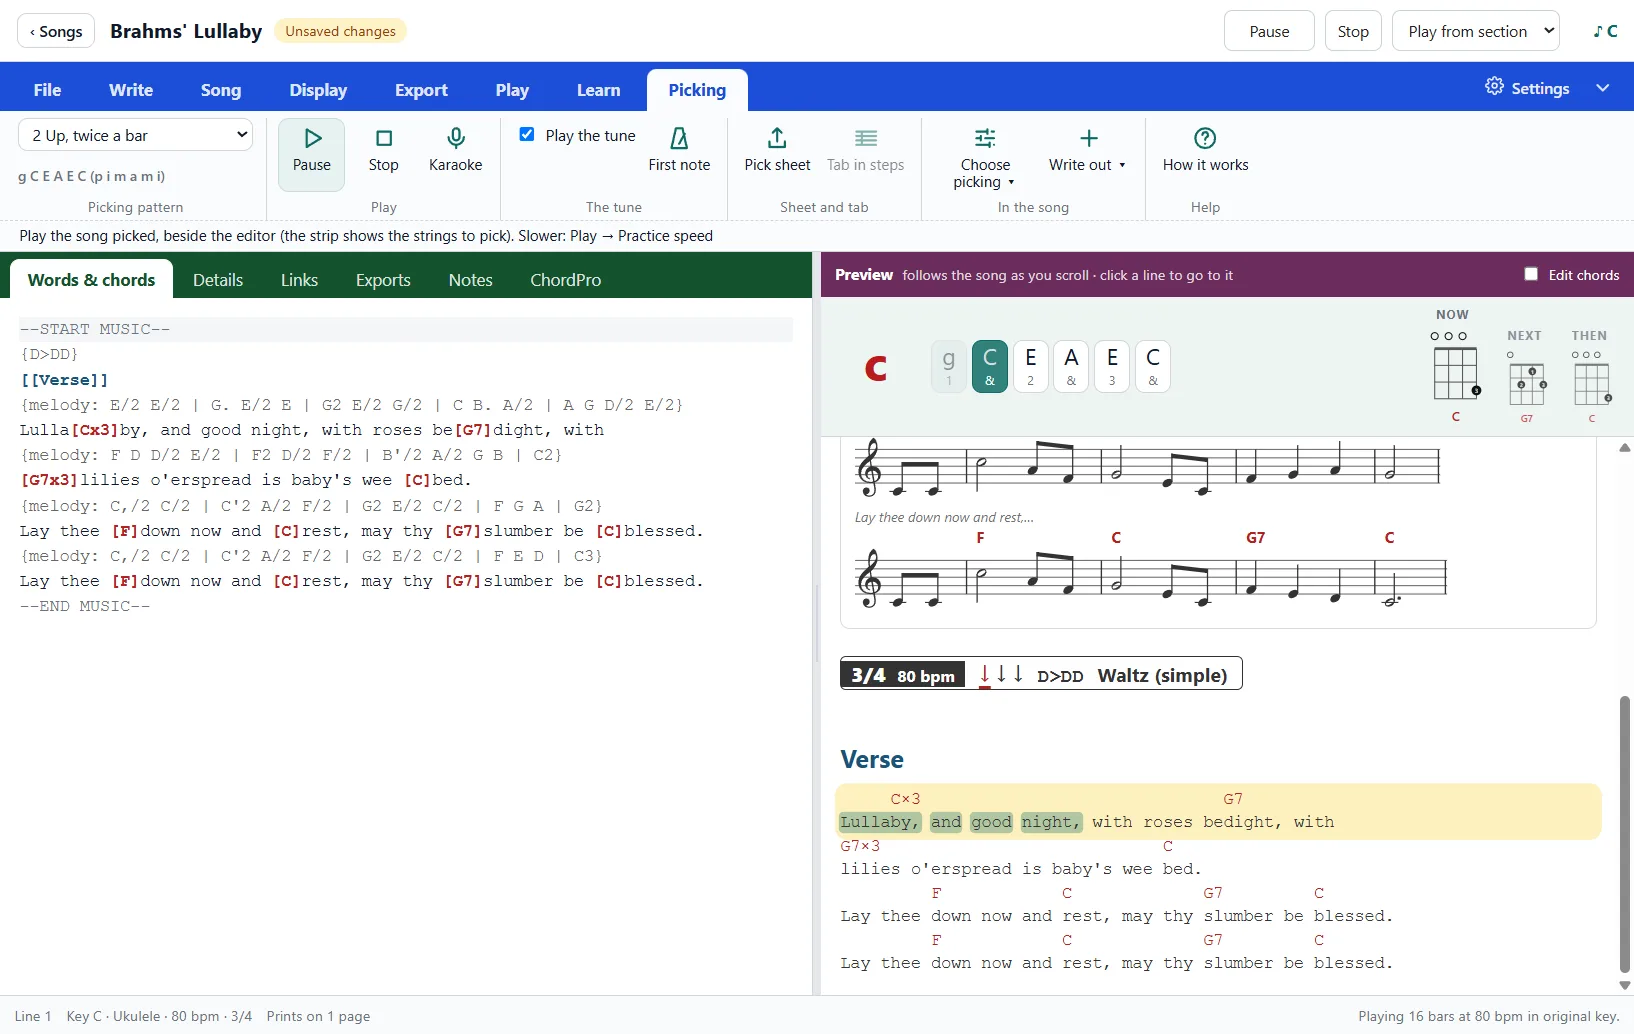 ‹ Songs
Brahms' Lullaby
Unsaved changes
Pause
Stop
Play from section
♪ C
File
Write
Song
Display
Export
Play
Learn
Picking
Settings
2 Up, twice a bar
g C E A E C (p i m a m i)
Picking pattern
Pause
Stop
Karaoke
Play
Play the tune
First note
The tune
Pick sheet
Tab in steps
Sheet and tab
Choose
picking ▾
Write out ▾
In the song
How it works
Help
Play the song picked, beside the editor (the strip shows the strings to pick). Slower: Play → Practice speed
Words & chords
Details
Links
Exports
Notes
ChordPro
--START MUSIC--
{D>DD}
[[Verse]]
{melody: E/2 E/2 | G. E/2 E | G2 E/2 G/2 | C B. A/2 | A G D/2 E/2}
Lulla[Cx3]by, and good night, with roses be[G7]dight, with
{melody: F D D/2 E/2 | F2 D/2 F/2 | B'/2 A/2 G B | C2}
[G7x3]lilies o'erspread is baby's wee [C]bed.
{melody: C,/2 C/2 | C'2 A/2 F/2 | G2 E/2 C/2 | F G A | G2}
Lay thee [F]down now and [C]rest, may thy [G7]slumber be [C]blessed.
{melody: C,/2 C/2 | C'2 A/2 F/2 | G2 E/2 C/2 | F E D | C3}
Lay thee [F]down now and [C]rest, may thy [G7]slumber be [C]blessed.
--END MUSIC--
Preview follows the song as you scroll · click a line to go to it
Edit chords
C
g C E A E C
1 & 2 & 3 &
NOW
NEXT
THEN
C
G7
C
Lay thee down now and rest,...
F C G7 C
3/4 80 bpm ↓↓↓ D>DD Waltz (simple)
Verse
C×3 G7
Lullaby, and good night, with roses bedight, with
G7×3 C
lilies o'erspread is baby's wee bed.
F C G7 C
Lay thee down now and rest, may thy slumber be blessed.
F C G7 C
Lay thee down now and rest, may thy slumber be blessed.
Line 1 Key C · Ukulele · 80 bpm · 3/4 Prints on 1 page
Playing 16 bars at 80 bpm in original key.